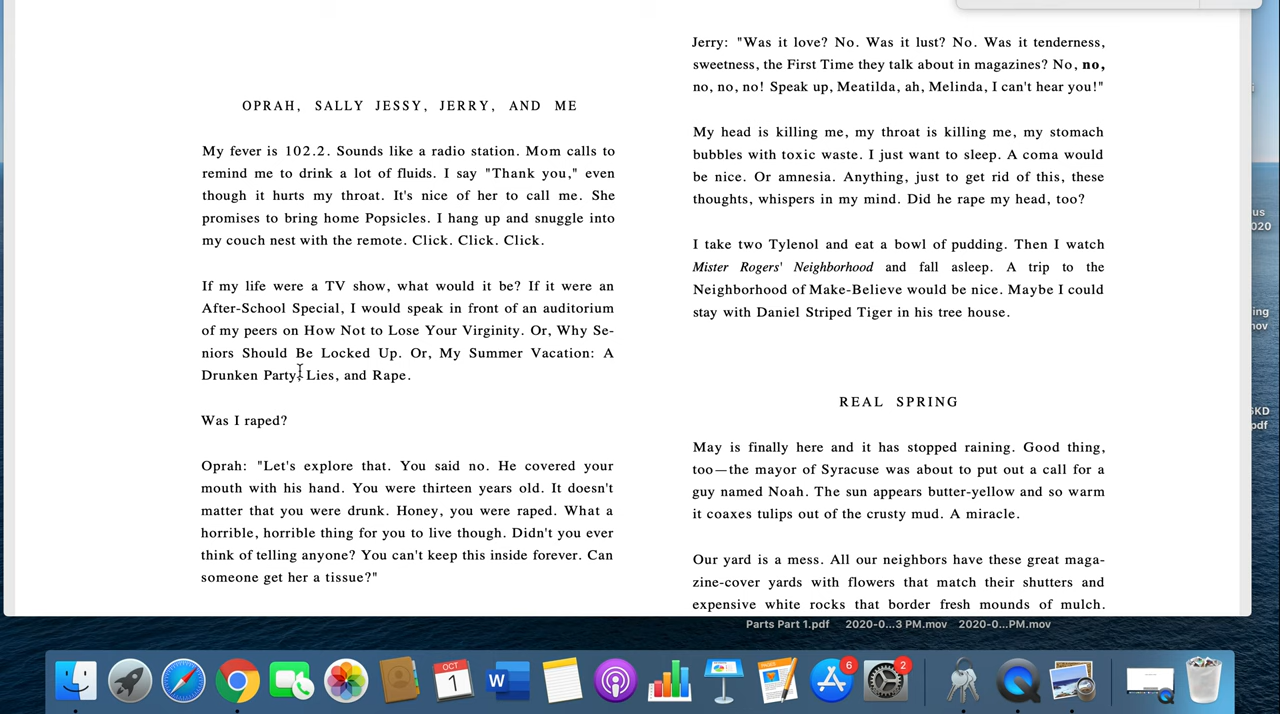 OPRAH, SALLY JESSY, JERRY, AND ME
My fever is 102.2. Sounds like a radio station. Mom calls to
remind me to drink a lot of fluids. I say "Thank you," even
though it hurts my throat. It's nice of her to call me. She
promises to bring home Popsicles. I hang up and snuggle into
my couch nest with the remote. Click. Click. Click.
If my life were a TV show, what would it be? If it were an
After-School Special, I would speak in front of an auditorium
of my peers on How Not to Lose Your Virginity. Or, Why Se-
niors Should Be Locked Up. Or, My Summer Vacation: A
Drunken Party, Lies, and Rape.
Was I raped?
Oprah: "Let's explore that. You said no. He covered your
mouth with his hand. You were thirteen years old. It doesn't
matter that you were drunk. Honey, you were raped. What a
horrible, horrible thing for you to live though. Didn't you ever
think of telling anyone? You can't keep this inside forever. Can
someone get her a tissue?"
Jerry: "Was it love? No. Was it lust? No. Was it tenderness,
sweetness, the First Time they talk about in magazines? No, no,
no, no, no! Speak up, Meatilda, ah, Melinda, I can't hear you!"
My head is killing me, my throat is killing me, my stomach
bubbles with toxic waste. I just want to sleep. A coma would
be nice. Or amnesia. Anything, just to get rid of this, these
thoughts, whispers in my mind. Did he rape my head, too?
I take two Tylenol and eat a bowl of pudding. Then I watch
Mister Rogers' Neighborhood and fall asleep. A trip to the
Neighborhood of Make-Believe would be nice. Maybe I could
stay with Daniel Striped Tiger in his tree house.
REAL SPRING
May is finally here and it has stopped raining. Good thing,
too—the mayor of Syracuse was about to put out a call for a
guy named Noah. The sun appears butter-yellow and so warm
it coaxes tulips out of the crusty mud. A miracle.
Our yard is a mess. All our neighbors have these great maga-
zine-cover yards with flowers that match their shutters and
expensive white rocks that border fresh mounds of mulch.
us
020
ing
nov
GKD
pdf
Parts Part 1.pdf 2020-0...3 PM.mov 2020-0...PM.mov
OCT
1
W
PAGES
6
2